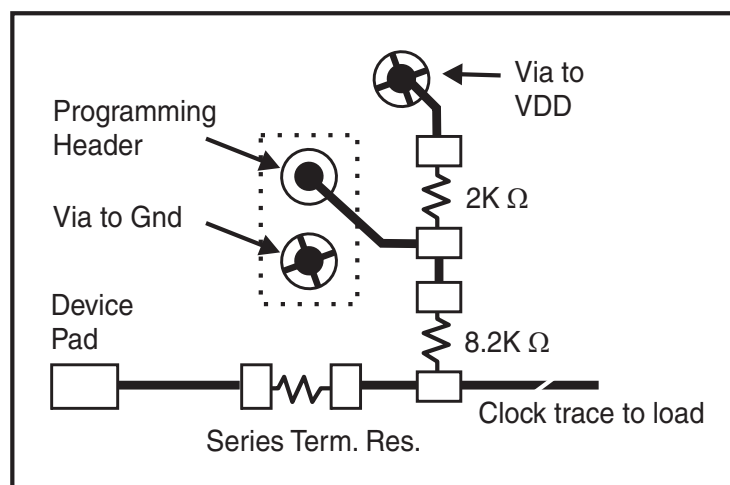 Via to
VDD
Programming
Header
2K Ω
Via to Gnd
Device
Pad
8.2K Ω
Clock trace to load
Series Term. Res.